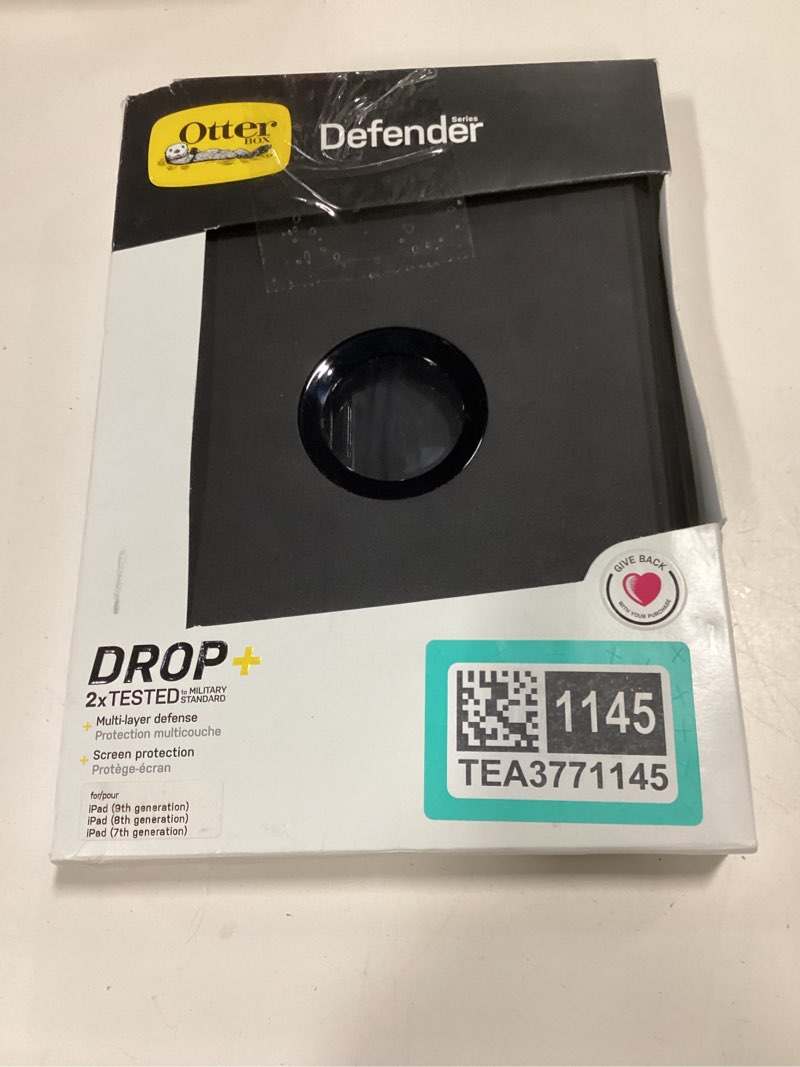 Otter
BOX
Defender
Series
GIVE BACK
WITH YOUR PURCHASE
DROP+
2x TESTED to MILITARY
STANDARD
+ Multi-layer defense
Protection multicouche
+ Screen protection
Protège-écran
for/pour
iPad (9th generation)
iPad (8th generation)
iPad (7th generation)
1145
TEA3771145